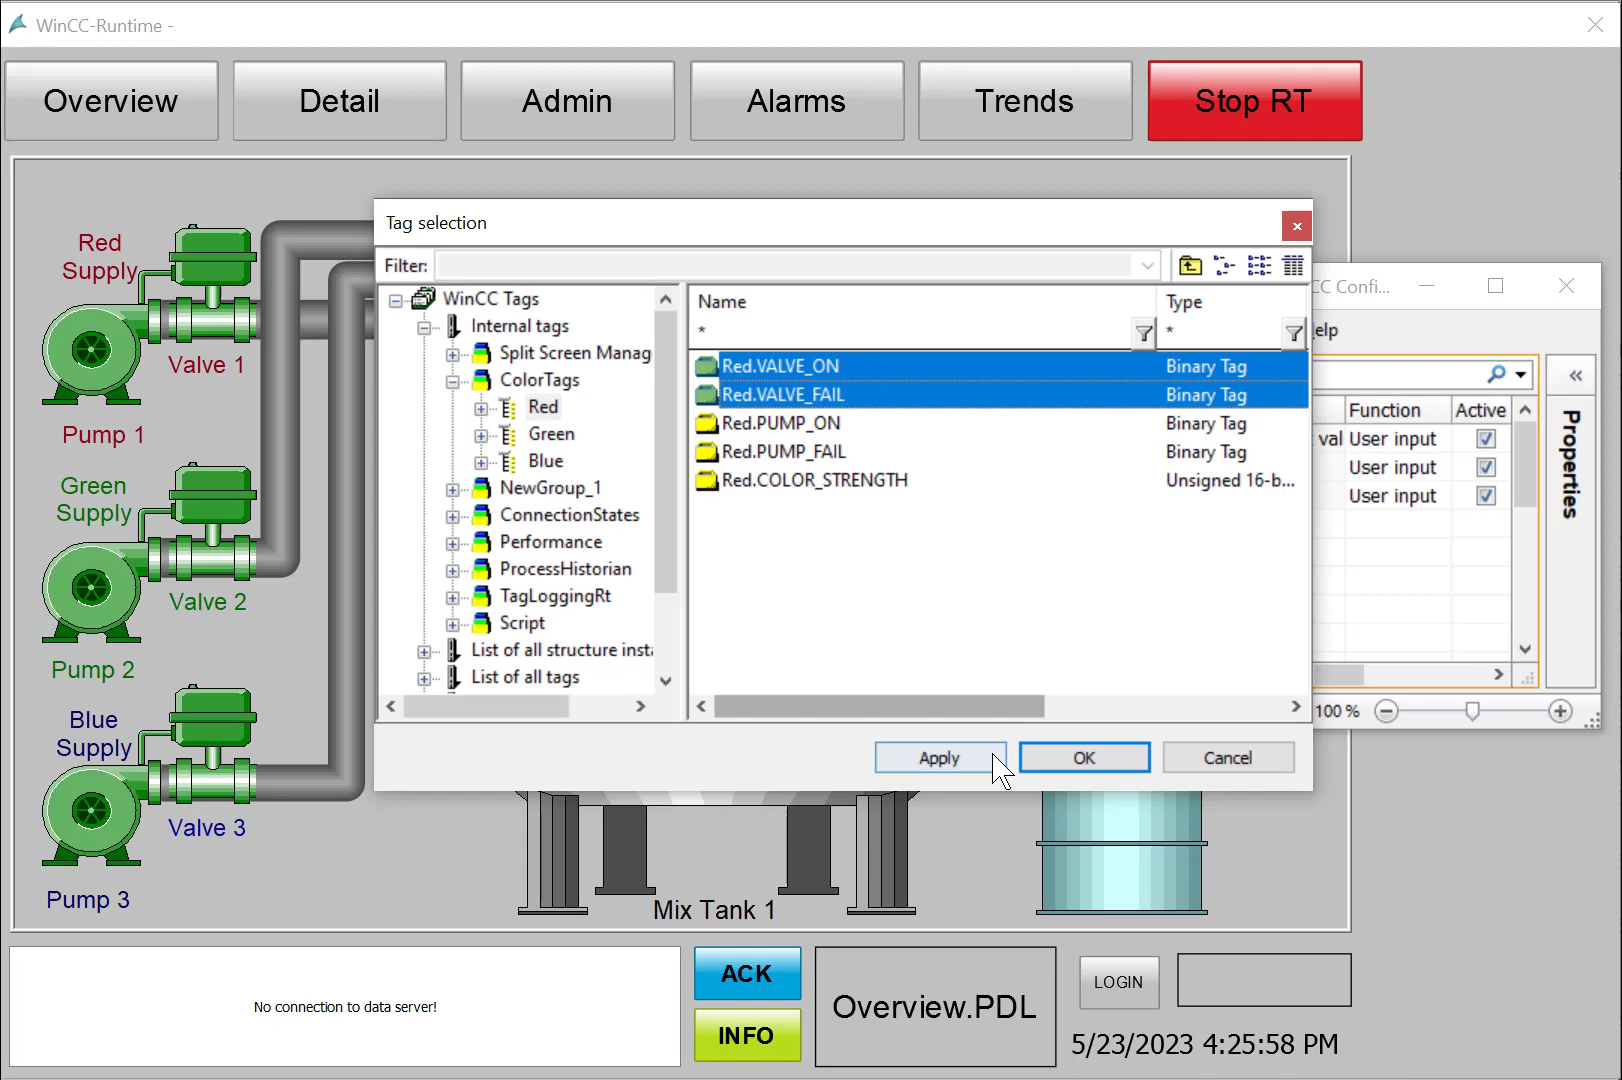 WinCC-Runtime -
Overview
Detail
Admin
Alarms
Trends
Stop RT
Red
Supply
Valve 1
Pump 1
Green
Supply
Valve 2
Pump 2
Blue
Supply
Valve 3
Pump 3
Tag selection
Filter:
WinCC Tags
Internal tags
Split Screen Manag
ColorTags
Red
Green
Blue
NewGroup_1
ConnectionStates
Performance
ProcessHistorian
TagLoggingRt
Script
List of all structure inst
List of all tags
Name
Type
*
*
Red.VALVE_ON
Binary Tag
Red.VALVE_FAIL
Binary Tag
Red.PUMP_ON
Binary Tag
Red.PUMP_FAIL
Binary Tag
Red.COLOR_STRENGTH
Unsigned 16-b...
Apply
OK
Cancel
CC Confi...
elp
«
Function
Active
val
User input
User input
User input
Properties
100 %
Mix Tank 1
No connection to data server!
ACK
INFO
Overview.PDL
LOGIN
5/23/2023 4:25:58 PM